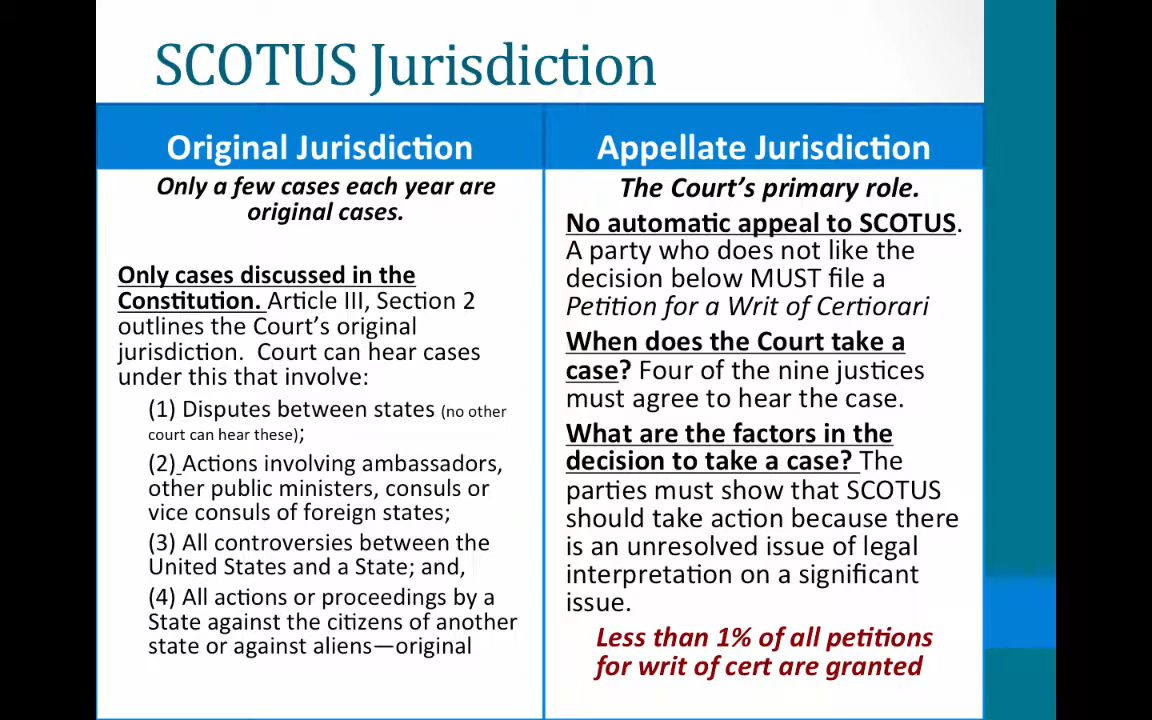 SCOTUS Jurisdiction
Original Jurisdiction
Only a few cases each year are
original cases.
Only cases discussed in the
Constitution. Article III, Section 2
outlines the Court's original
jurisdiction.  Court can hear cases
under this that involve:
(1) Disputes between states (no other
court can hear these);
(2) Actions involving ambassadors,
other public ministers, consuls or
vice consuls of foreign states;
(3) All controversies between the
United States and a State; and,
(4) All actions or proceedings by a
State against the citizens of another
state or against aliens—original
Appellate Jurisdiction
The Court's primary role.
No automatic appeal to SCOTUS.
A party who does not like the
decision below MUST file a
Petition for a Writ of Certiorari
When does the Court take a
case? Four of the nine justices
must agree to hear the case.
What are the factors in the
decision to take a case? The
parties must show that SCOTUS
should take action because there
is an unresolved issue of legal
interpretation on a significant
issue.
Less than 1% of all petitions
for writ of cert are granted